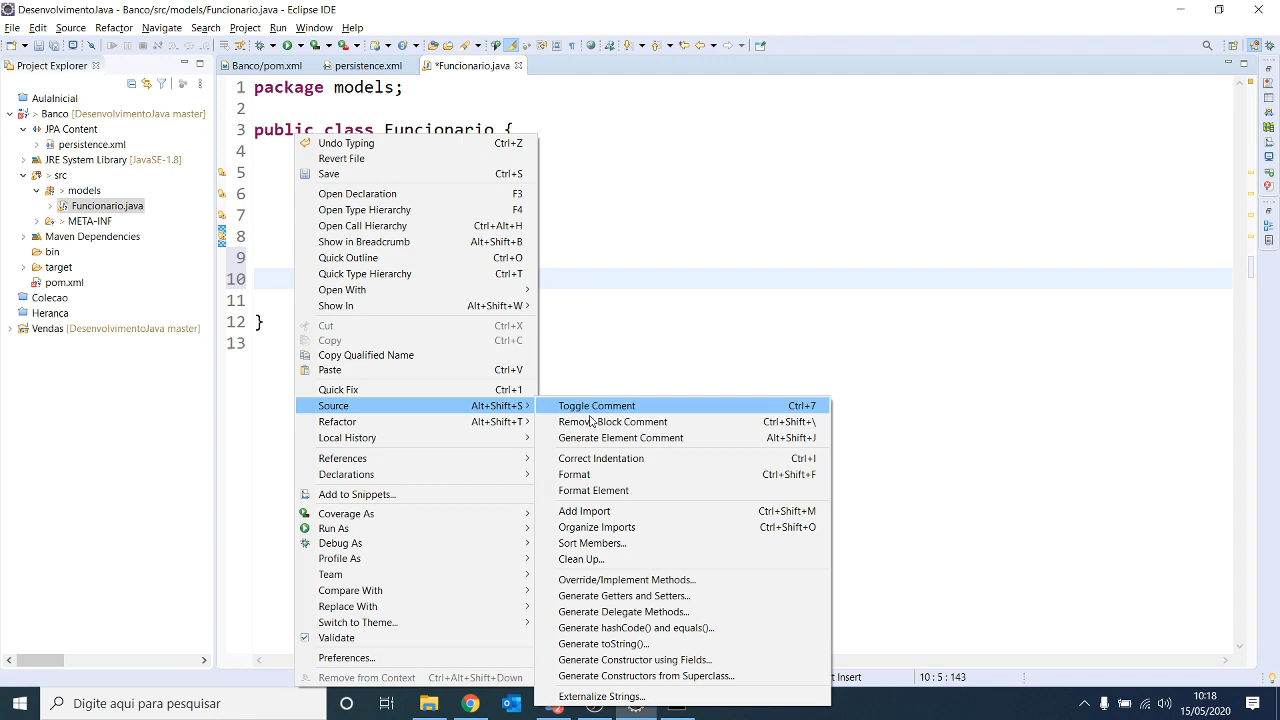 DesenvolvimentoJava - Banco/src/models/Funcionario.java - Eclipse IDE
File Edit Source Refactor Navigate Search Project Run Window Help
Project Explorer
Banco/pom.xml
persistence.xml
*Funcionario.java
AulaInicial
> Banco [DesenvolvimentoJava master]
JPA Content
persistence.xml
JRE System Library [JavaSE-1.8]
> src
> models
Funcionario.java
> META-INF
Maven Dependencies
bin
target
pom.xml
Colecao
Heranca
Vendas [DesenvolvimentoJava master]
1 package models;
2
3 public class Funcionario {
4
5
6
7
8
9
10
11
12 }
13
Undo Typing Ctrl+Z
Revert File
Save Ctrl+S
Open Declaration F3
Open Type Hierarchy F4
Open Call Hierarchy Ctrl+Alt+H
Show in Breadcrumb Alt+Shift+B
Quick Outline Ctrl+O
Quick Type Hierarchy Ctrl+T
Open With
Show In Alt+Shift+W
Cut Ctrl+X
Copy Ctrl+C
Copy Qualified Name
Paste Ctrl+V
Quick Fix Ctrl+1
Source Alt+Shift+S
Refactor Alt+Shift+T
Local History
References
Declarations
Add to Snippets...
Coverage As
Run As
Debug As
Profile As
Team
Compare With
Replace With
Switch to Theme...
Validate
Preferences...
Remove from Context Ctrl+Alt+Shift+Down
Toggle Comment Ctrl+7
Remove Block Comment Ctrl+Shift+\
Generate Element Comment Alt+Shift+J
Correct Indentation Ctrl+I
Format Ctrl+Shift+F
Format Element
Add Import Ctrl+Shift+M
Organize Imports Ctrl+Shift+O
Sort Members...
Clean Up...
Override/Implement Methods...
Generate Getters and Setters...
Generate Delegate Methods...
Generate hashCode() and equals()...
Generate toString()...
Generate Constructor using Fields...
Generate Constructors from Superclass...
Externalize Strings...
Insert
10 : 5 : 143
Digite aqui para pesquisar
10:18
15/05/2020